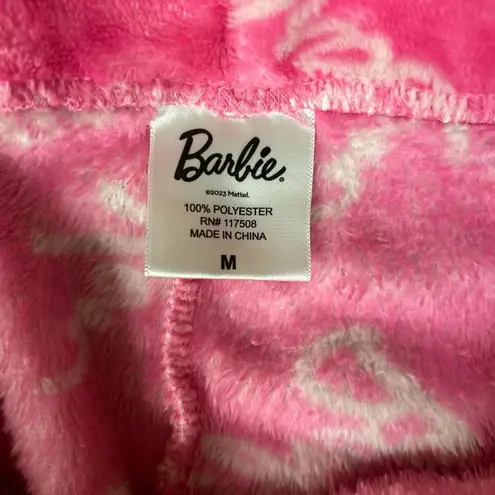 Barbie.
©2023 Mattel.
100% POLYESTER
RN# 117508
MADE IN CHINA
M